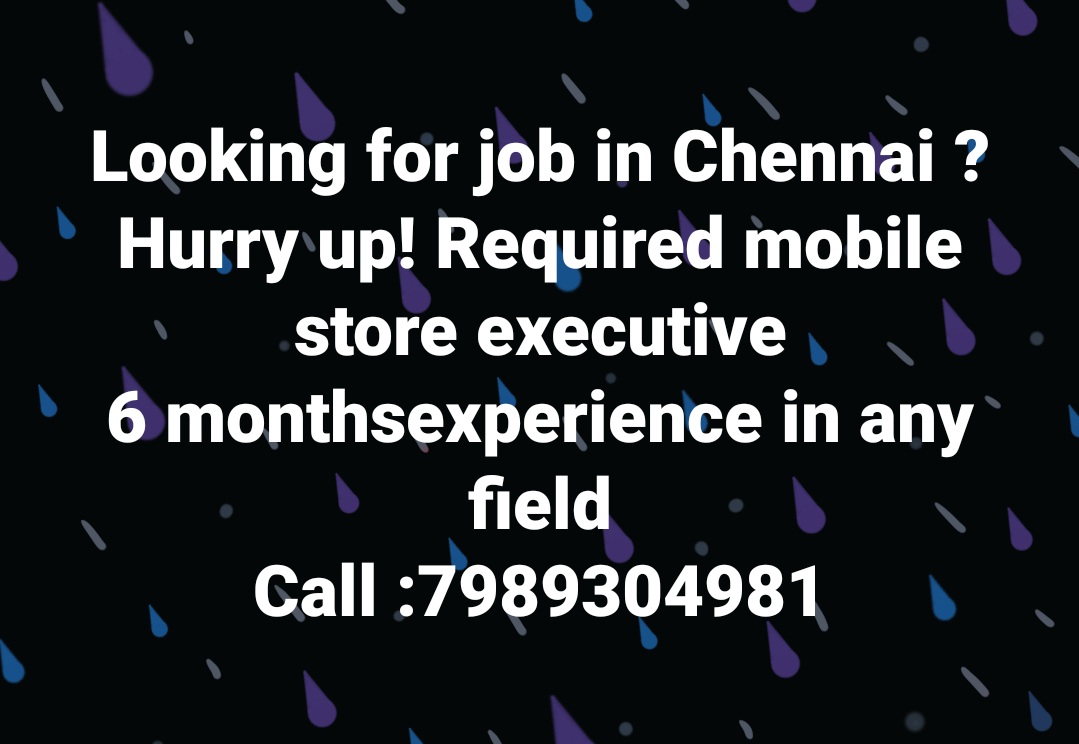 Looking for job in Chennai ?
Hurry up! Required mobile
store executive
6 monthsexperience in any
field
Call :7989304981